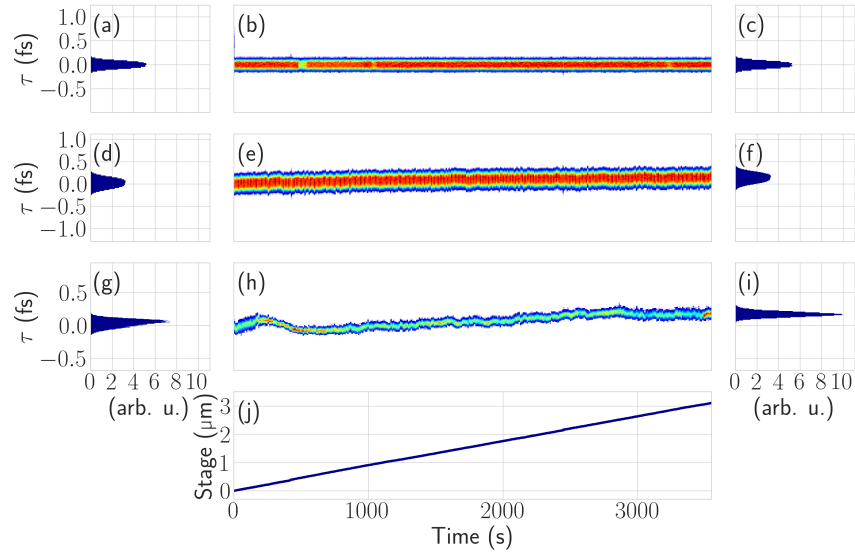 (a) (b) (c)
1.0
0.5
0.0
−0.5
τ (fs)
(d) (e) (f)
1.0
0.5
0.0
−0.5
−1.0
τ (fs)
(g) (h) (i)
0.5
0.0
−0.5
τ (fs)
0 2 4 6 8 10
(arb. u.)
0 2 4 6 8 10
(arb. u.)
(j)
3
2
1
0
Stage (μm)
0 1000 2000 3000
Time (s)